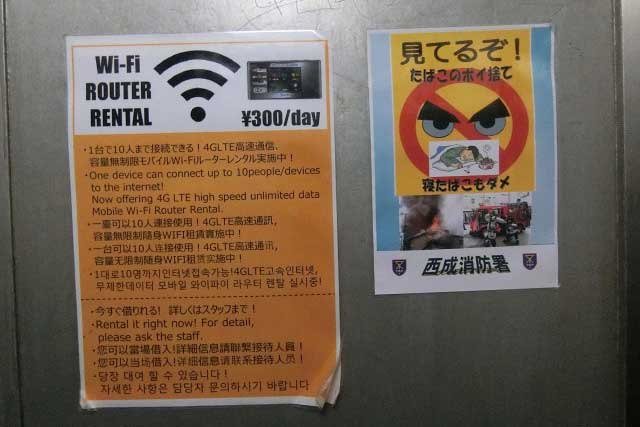 Wi-Fi
ROUTER
RENTAL
¥300/day
・1台で10人まで接続できる！4GLTE高速通信、
容量無制限モバイルWi-Fiルーターレンタル実施中！
・One device can connect up to 10people/devices
to the internet!
Now offering 4G LTE high speed unlimited data
Mobile Wi-Fi Router Rental.
・一臺可以10人連接使用！4GLTE高速通訊，
容量無限制隨身WIFI租賃實施中！
・一台可以10人连接使用！4GLTE高速通讯，
容量无限制随身WIFI租赁实施中！
・1대로10명까지인터넷접속가능!4GLTE고속인터넷,
무제한데이터 모바일 와이파이 라우터 렌탈 실시중!
・今すぐ借りれる！ 詳しくはスタッフまで！
・Rental it right now! For detail,
please ask the staff.
・您可以當場借入!詳細信息請聯繫接待人員！
・您可以当场借入!详细信息请联系接待人员！
・당장 대여 할 수 있습니다！
자세한 사항은 담당자 문의하시기 바랍니다
見てるぞ！
たばこのポイ捨て
寝たばこもダメ
西成消防署